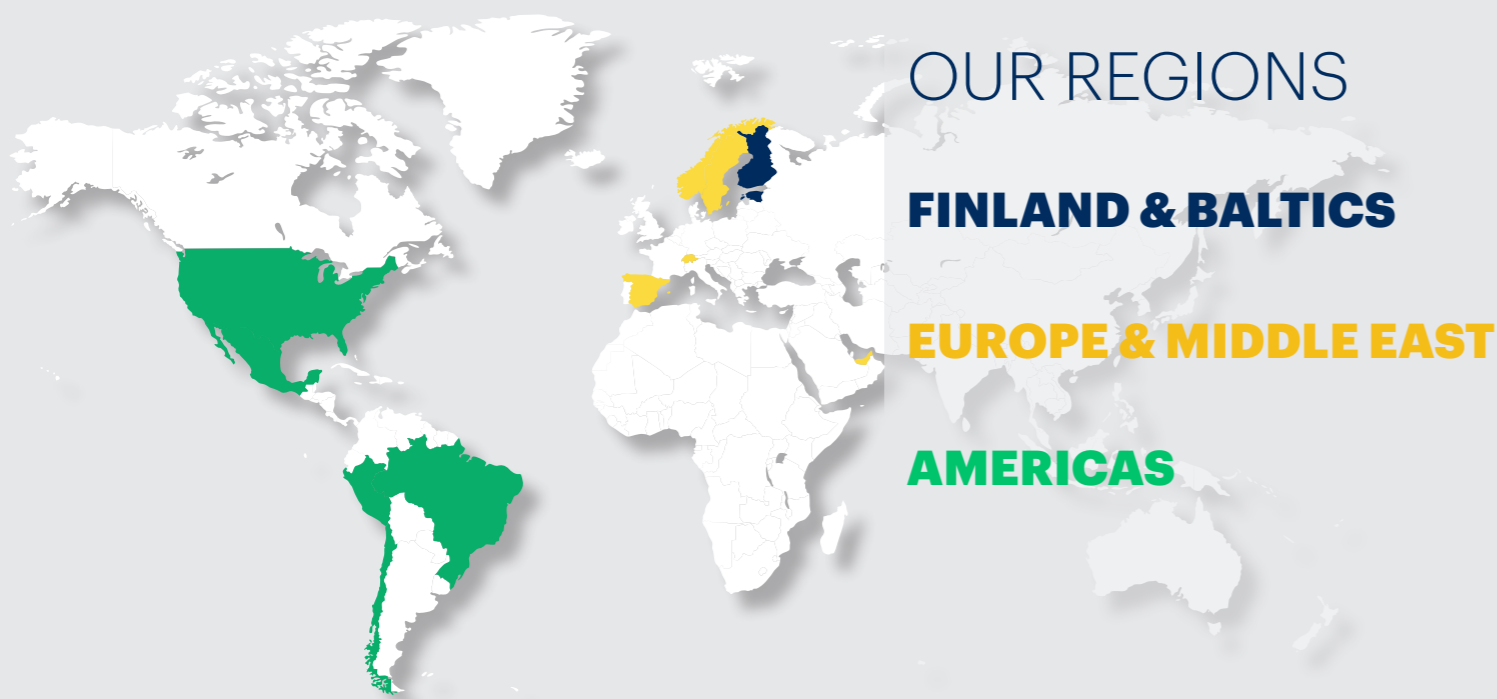 OUR REGIONS
FINLAND & BALTICS
EUROPE & MIDDLE EAST
AMERICAS